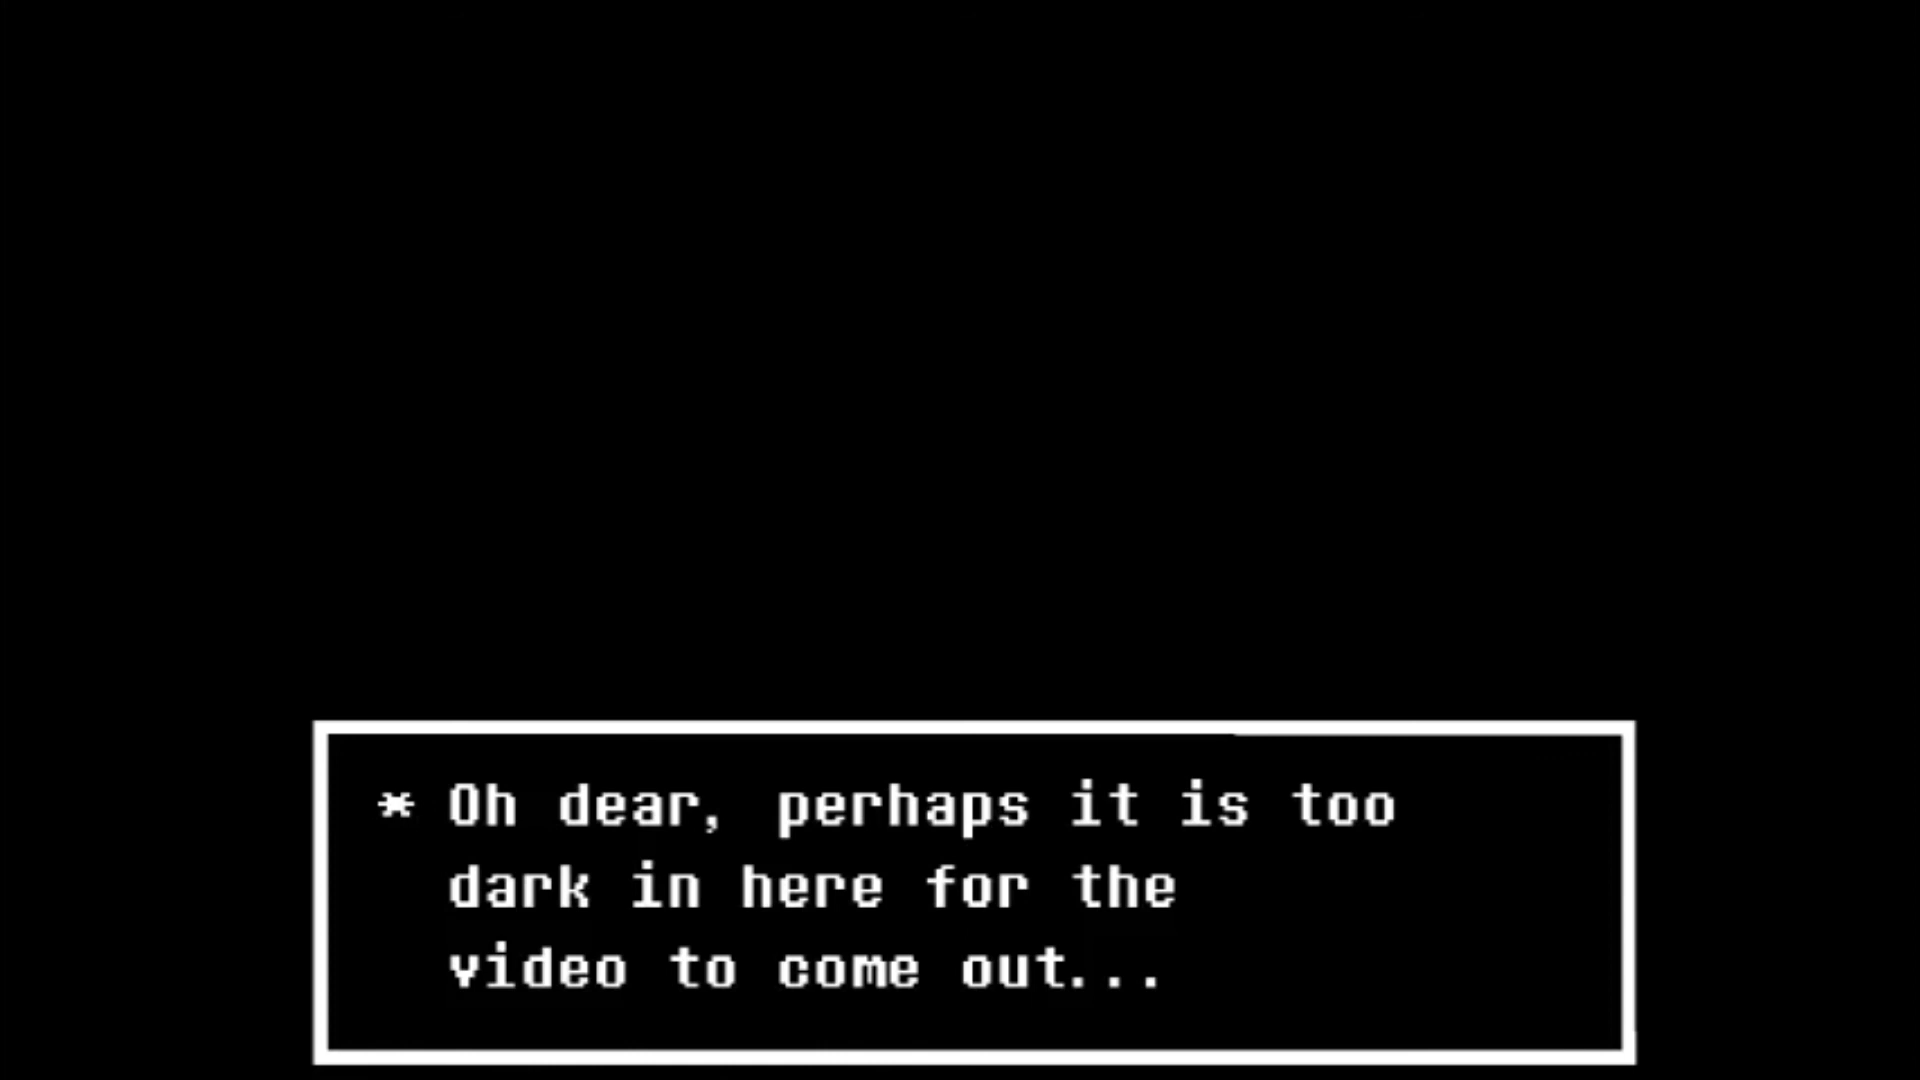 * Oh dear, perhaps it is too
dark in here for the
video to come out...